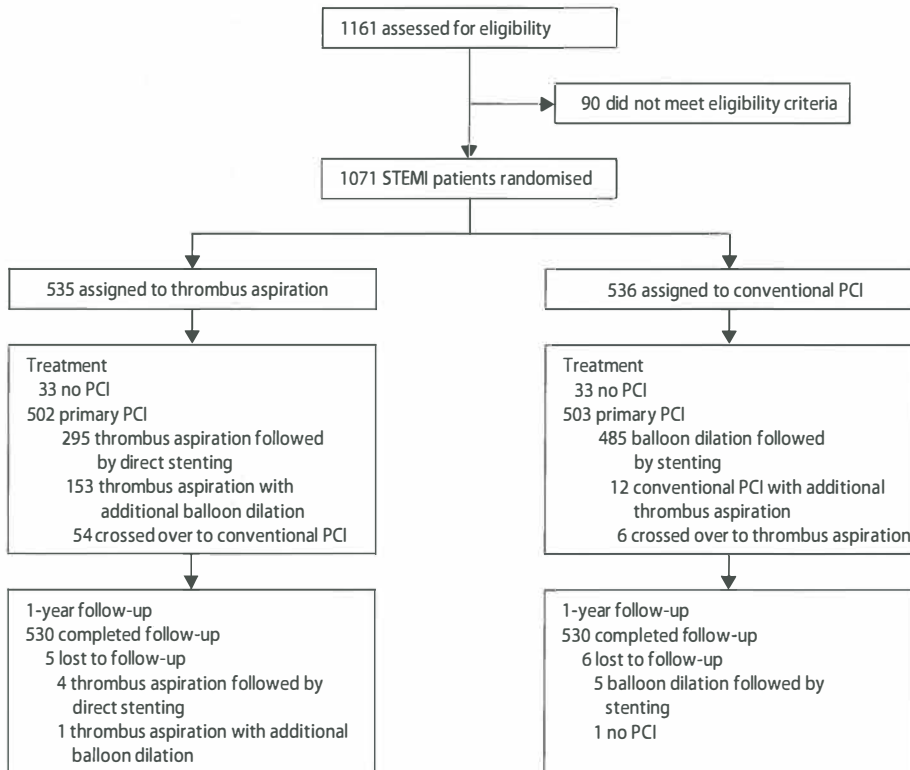 1161 assessed for eligibility
90 did not meet eligibility criteria
1071 STEMI patients randomised
535 assigned to thrombus aspiration
536 assigned to conventional PCI
Treatment
33 no PCI
502 primary PCI
295 thrombus aspiration followed
by direct stenting
153 thrombus aspiration with
additional balloon dilation
54 crossed over to conventional PCI
Treatment
33 no PCI
503 primary PCI
485 balloon dilation followed
by stenting
12 conventional PCI with additional
thrombus aspiration
6 crossed over to thrombus aspiration
1-year follow-up
530 completed follow-up
5 lost to follow-up
4 thrombus aspiration followed by
direct stenting
1 thrombus aspiration with additional
balloon dilation
1-year follow-up
530 completed follow-up
6 lost to follow-up
5 balloon dilation followed by
stenting
1 no PCI